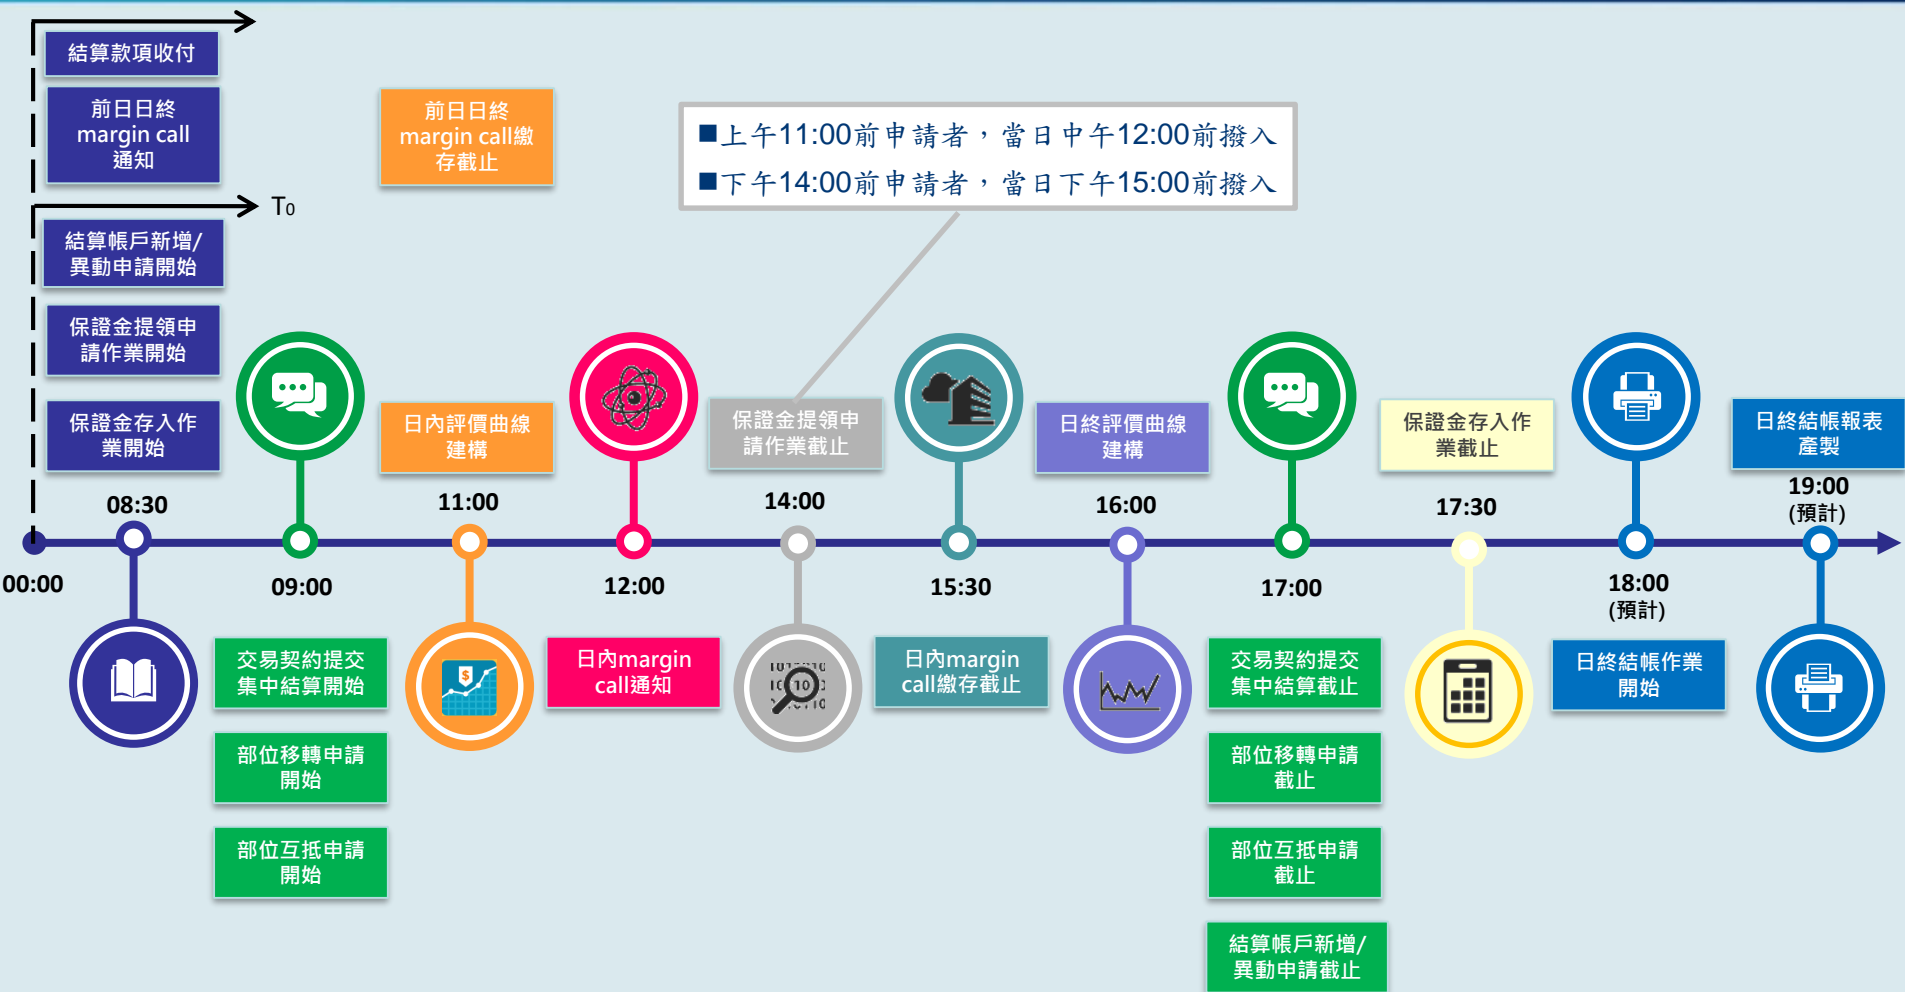 結算款項收付
前日日終
margin call
通知
前日日終
margin call繳
存截止
■上午11:00前申請者，當日中午12:00前撥入
■下午14:00前申請者，當日下午15:00前撥入
T0
結算帳戶新增/
異動申請開始
保證金提領申
請作業開始
保證金存入作
業開始
日內評價曲線
建構
保證金提領申
請作業截止
日終評價曲線
建構
保證金存入作
業截止
日終結帳報表
產製
08:30
11:00
14:00
16:00
17:30
19:00
(預計)
00:00
09:00
12:00
15:30
17:00
18:00
(預計)
交易契約提交
集中結算開始
日內margin
call通知
日內margin
call繳存截止
交易契約提交
集中結算截止
日終結帳作業
開始
部位移轉申請
開始
部位移轉申請
截止
部位互抵申請
開始
部位互抵申請
截止
結算帳戶新增/
異動申請截止